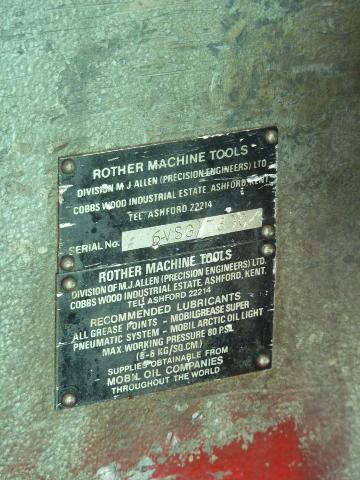 ROTHER MACHINE TOOLS
DIVISION M J ALLEN (PRECISION ENGINEERS) LTD
COBBS WOOD INDUSTRIAL ESTATE, ASHFORD, KENT.
TEL ASHFORD 22214
SERIAL No. 6-VSG/
ROTHER MACHINE TOOLS
DIVISION OF M.J. ALLEN (PRECISION ENGINEERS) LTD.
COBBS WOOD INDUSTRIAL ESTATE, ASHFORD, KENT.
TEL ASHFORD 22214
RECOMMENDED LUBRICANTS
ALL GREASE POINTS - MOBILGREASE SUPER
PNEUMATIC SYSTEM - MOBIL ARCTIC OIL LIGHT
MAX. WORKING PRESSURE 80 P.S.I.
(5-6 KG/SQ.CM.)
SUPPLIES OBTAINABLE FROM
MOBIL OIL COMPANIES
THROUGHOUT THE WORLD